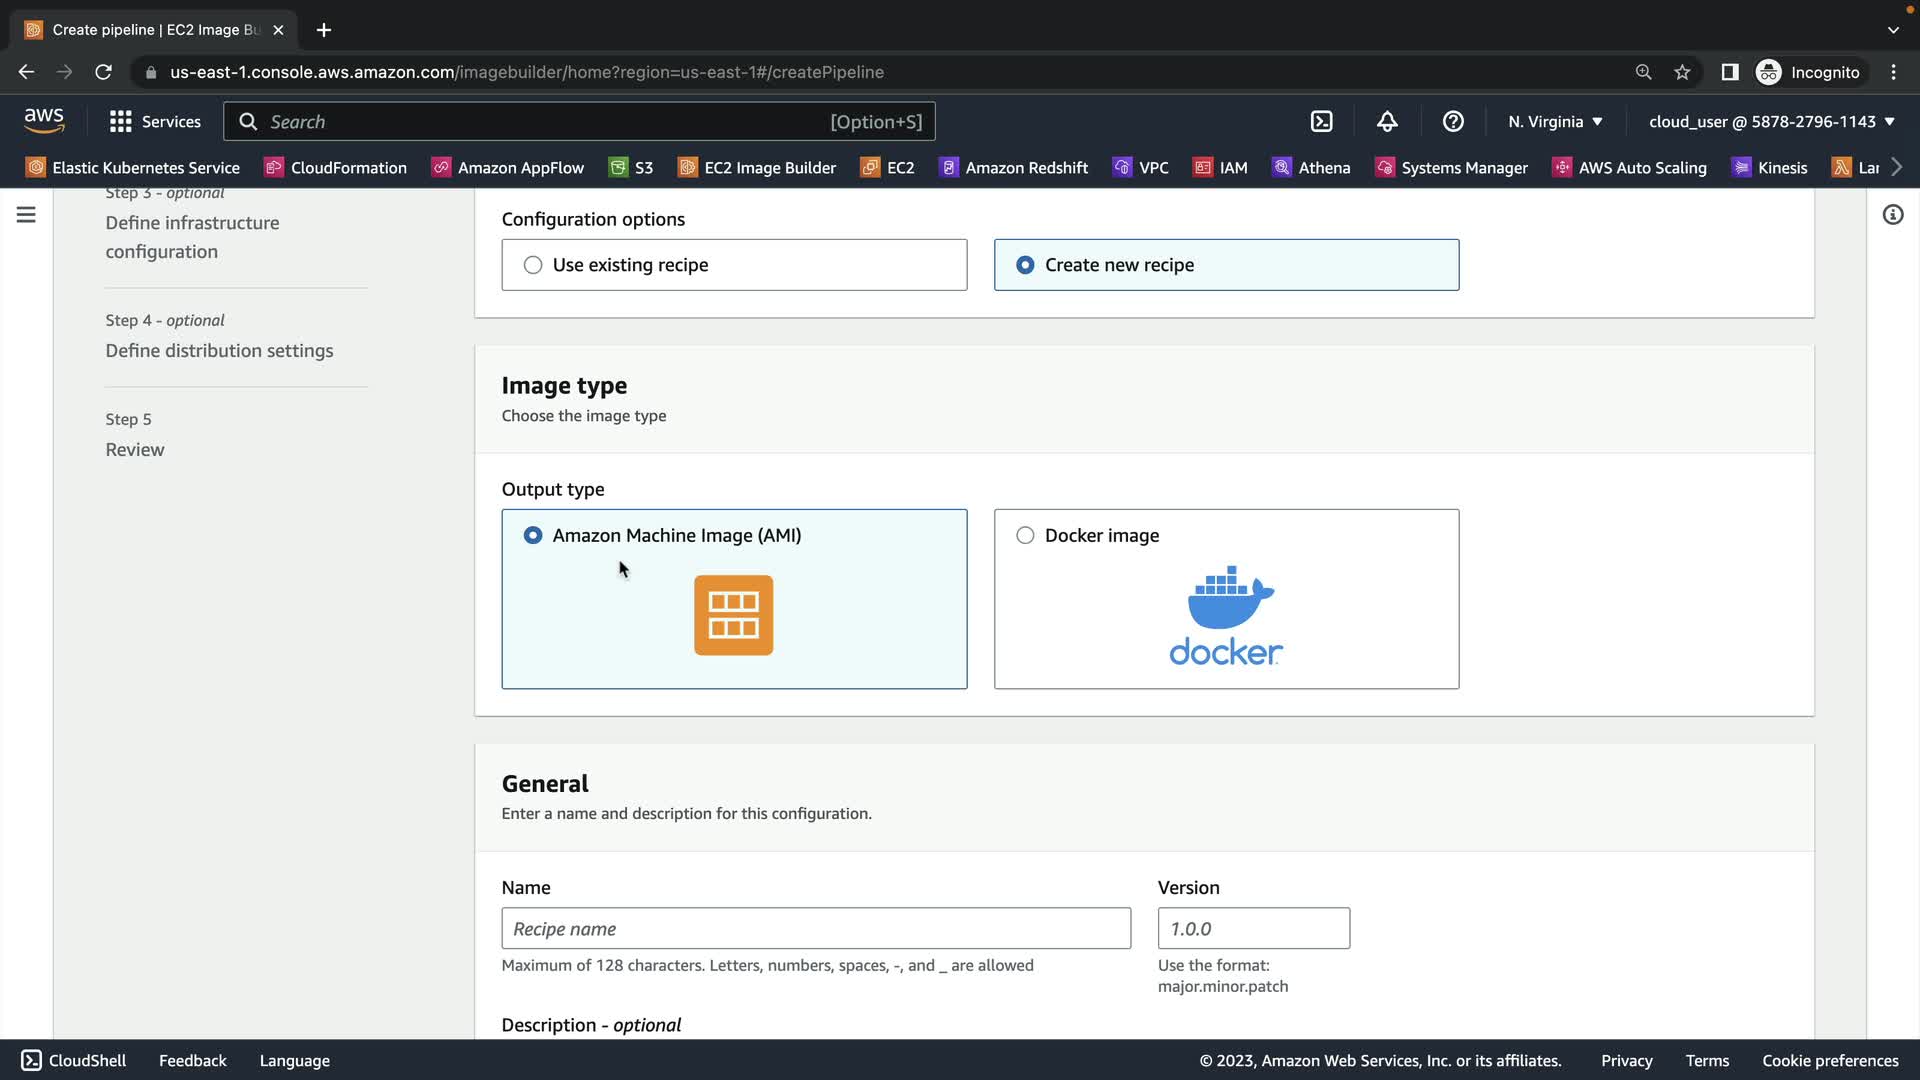 Create pipeline | EC2 Image Bu
us-east-1.console.aws.amazon.com/imagebuilder/home?region=us-east-1#/createPipeline
Incognito
aws
Services
Search
[Option+S]
N. Virginia
cloud_user @ 5878-2796-1143
Elastic Kubernetes Service
CloudFormation
Amazon AppFlow
S3
EC2 Image Builder
EC2
Amazon Redshift
VPC
IAM
Athena
Systems Manager
AWS Auto Scaling
Kinesis
Lar
Step 3 - optional
Define infrastructure
configuration
Step 4 - optional
Define distribution settings
Step 5
Review
Configuration options
Use existing recipe
Create new recipe
Image type
Choose the image type
Output type
Amazon Machine Image (AMI)
Docker image
docker
General
Enter a name and description for this configuration.
Name
Version
Recipe name
1.0.0
Maximum of 128 characters. Letters, numbers, spaces, -, and _ are allowed
Use the format:
major.minor.patch
Description - optional
CloudShell
Feedback
Language
© 2023, Amazon Web Services, Inc. or its affiliates.
Privacy
Terms
Cookie preferences